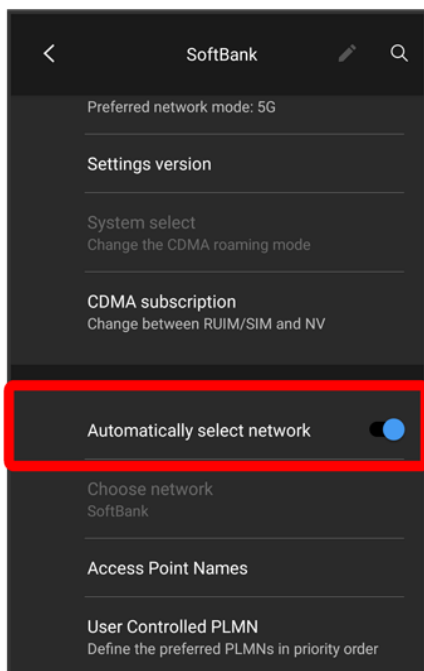 SoftBank
Preferred network mode: 5G
Settings version
System select
Change the CDMA roaming mode
CDMA subscription
Change between RUIM/SIM and NV
Automatically select network
Choose network
SoftBank
Access Point Names
User Controlled PLMN
Define the preferred PLMNs in priority order